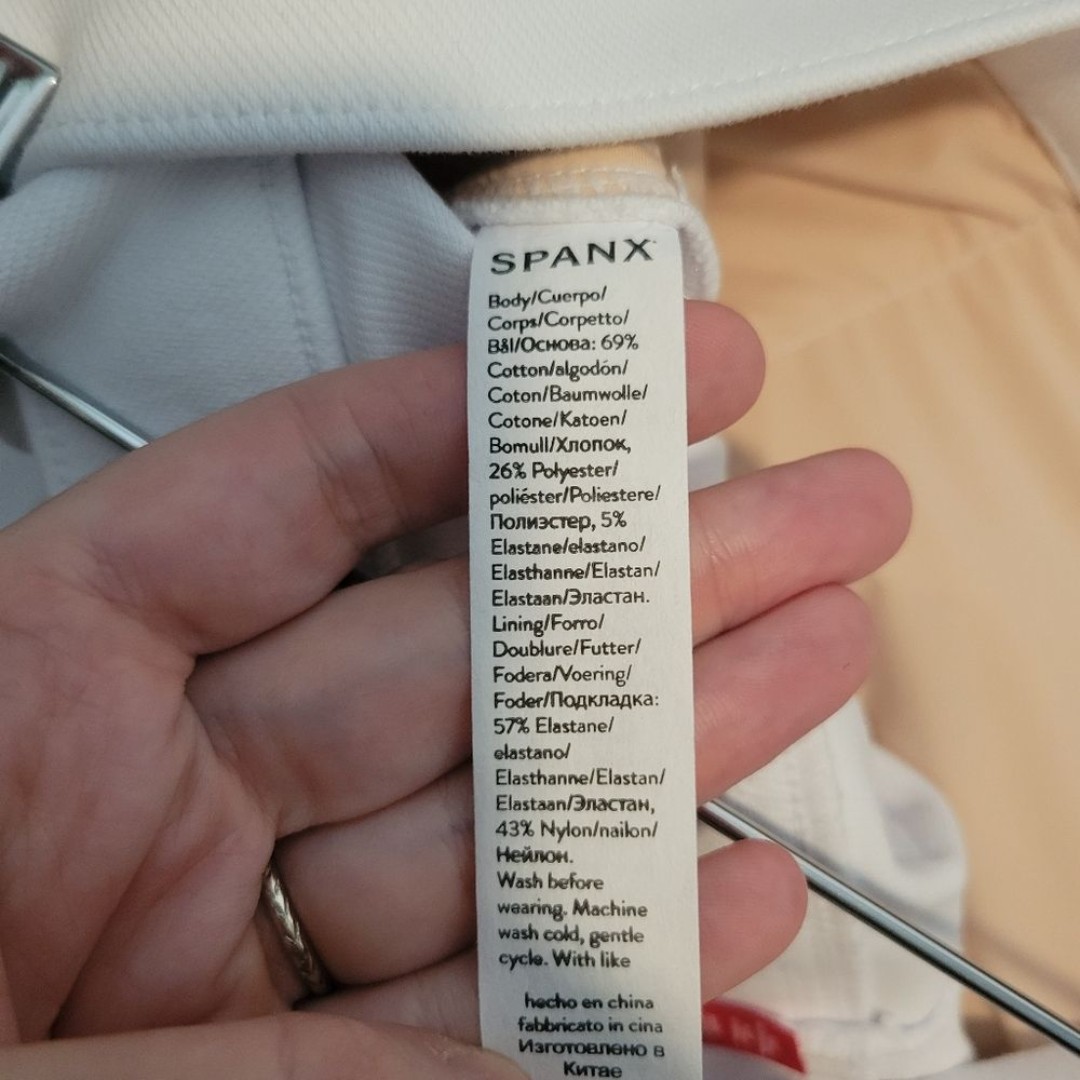 SPANX
Body/Cuerpo/
Corps/Corpetto/
Bål/Основа: 69%
Cotton/algodón/
Coton/Baumwolle/
Cotone/Katoen/
Bomull/Хлопок,
26% Polyester/
poliéster/Poliestere/
Полиэстер, 5%
Elastane/elastano/
Elasthanne/Elastan/
Elastaan/Эластан.
Lining/Forro/
Doublure/Futter/
Fodera/Voering/
Foder/Подкладка:
57% Elastane/
elastano/
Elasthanne/Elastan/
Elastaan/Эластан,
43% Nylon/nailon/
Нейлон.
Wash before
wearing. Machine
wash cold, gentle
cycle. With like
hecho en china
fabbricato in cina
Изготовлено в
Китае